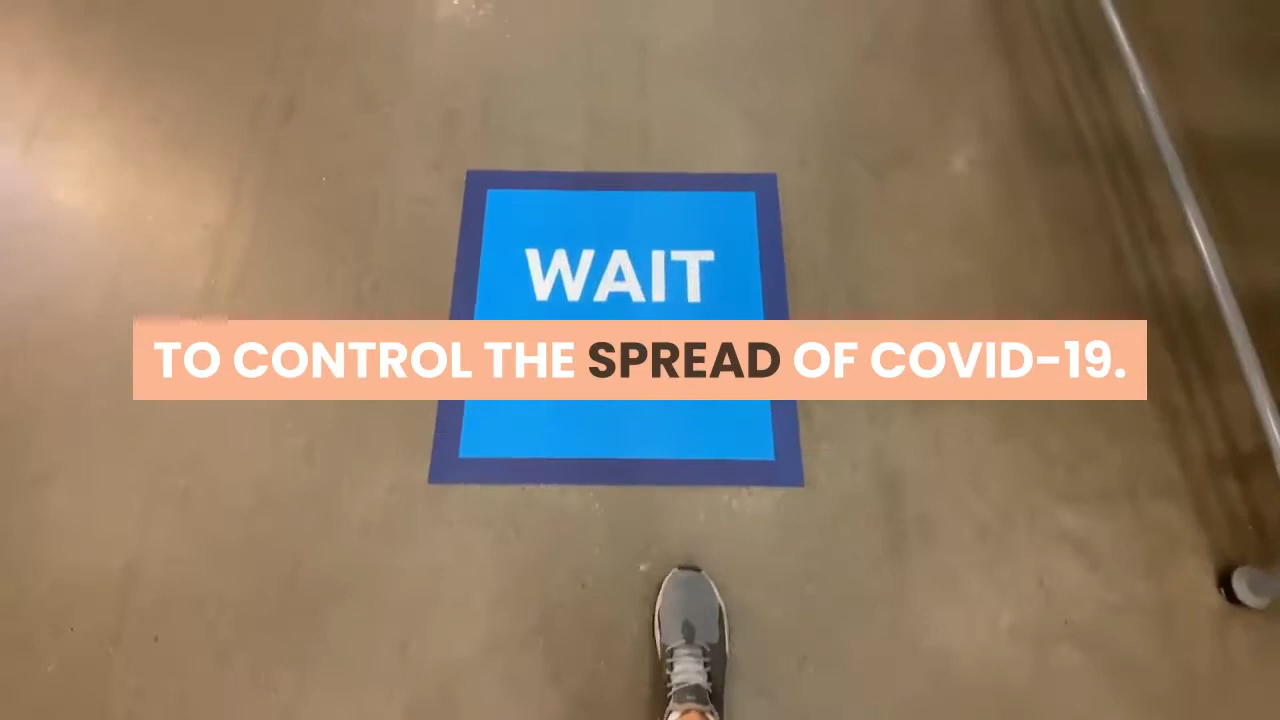 WAIT
TO CONTROL THE SPREAD OF COVID-19.